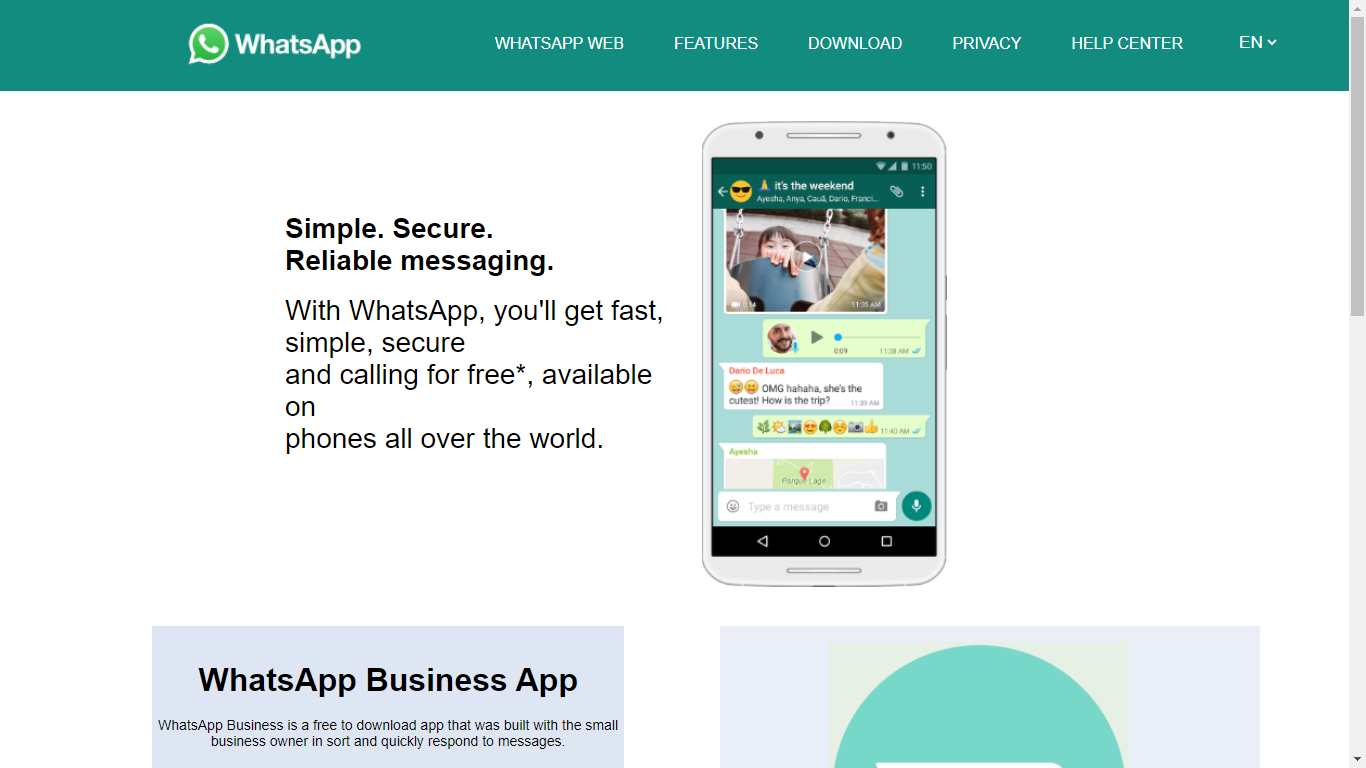 WhatsApp
WHATSAPP WEB
FEATURES
DOWNLOAD
PRIVACY
HELP CENTER
EN
Simple. Secure.
Reliable messaging.
With WhatsApp, you'll get fast,
simple, secure
and calling for free*, available
on
phones all over the world.
11:50
it's the weekend
Ayesha, Anya, Cauã, Dario, Franci...
0:14
11:35 AM
0:09
11:38 AM
Dario De Luca
😜😝 OMG hahaha, she's the
cutest! How is the trip?
11:39 AM
11:40 AM
Ayesha
Parque Lage
Type a message
WhatsApp Business App
WhatsApp Business is a free to download app that was built with the small
business owner in sort and quickly respond to messages.